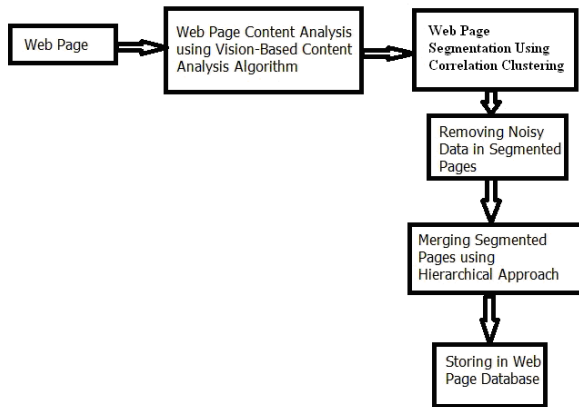 Web Page
Web Page Content Analysis
using Vision-Based Content
Analysis Algorithm
Web Page
Segmentation Using
Correlation Clustering
Removing Noisy
Data in Segmented
Pages
Merging Segmented
Pages using
Hierarchical Approach
Storing in Web
Page Database